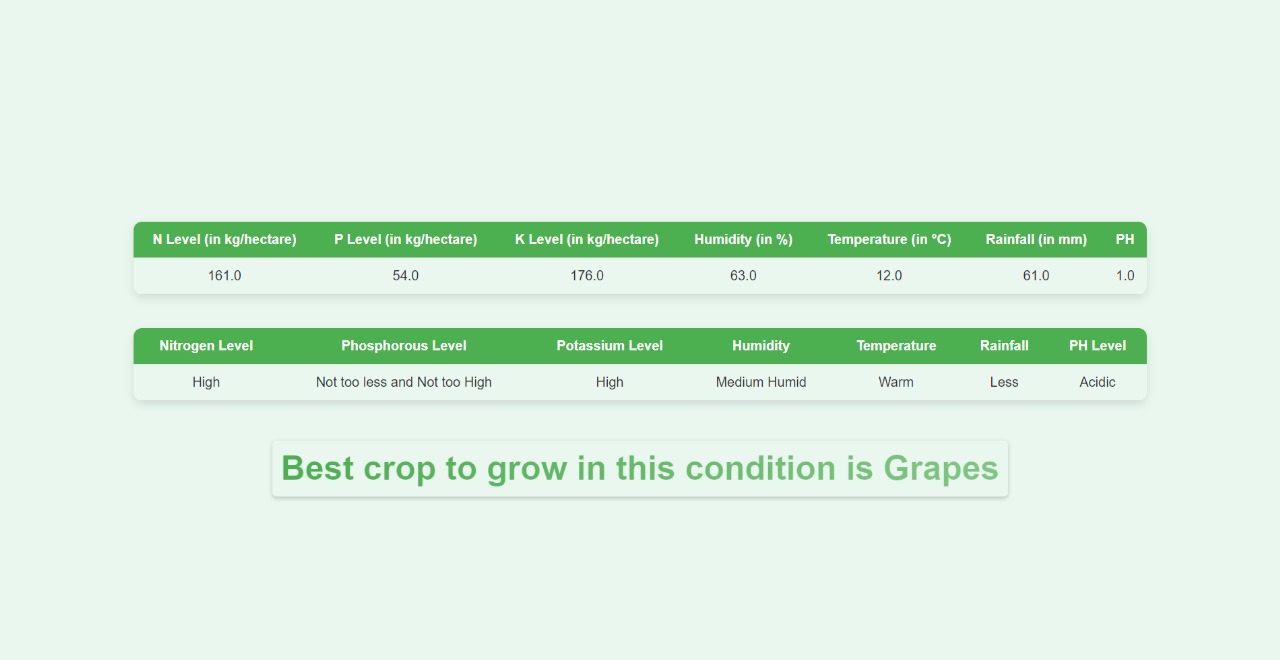 N Level (in kg/hectare) P Level (in kg/hectare) K Level (in kg/hectare) Humidity (in %) Temperature (in °C) Rainfall (in mm) PH
161.0 54.0 176.0 63.0 12.0 61.0 1.0
Nitrogen Level Phosphorous Level Potassium Level Humidity Temperature Rainfall PH Level
High Not too less and Not too High High Medium Humid Warm Less Acidic
Best crop to grow in this condition is Grapes